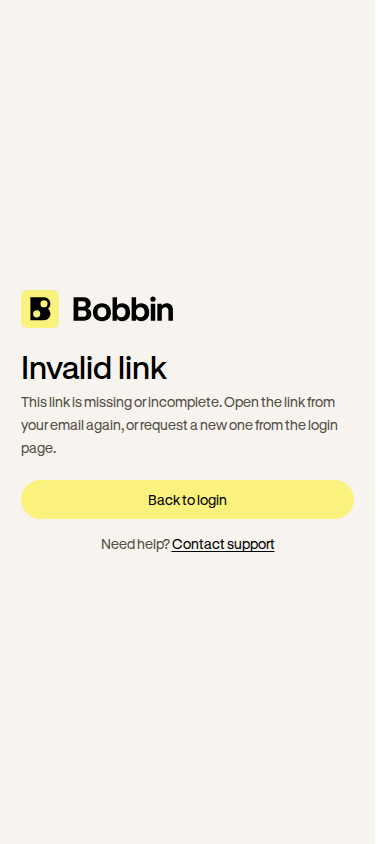 Bobbin
Invalid link
This link is missing or incomplete. Open the link from
your email again, or request a new one from the login
page.
Back to login
Need help? Contact support